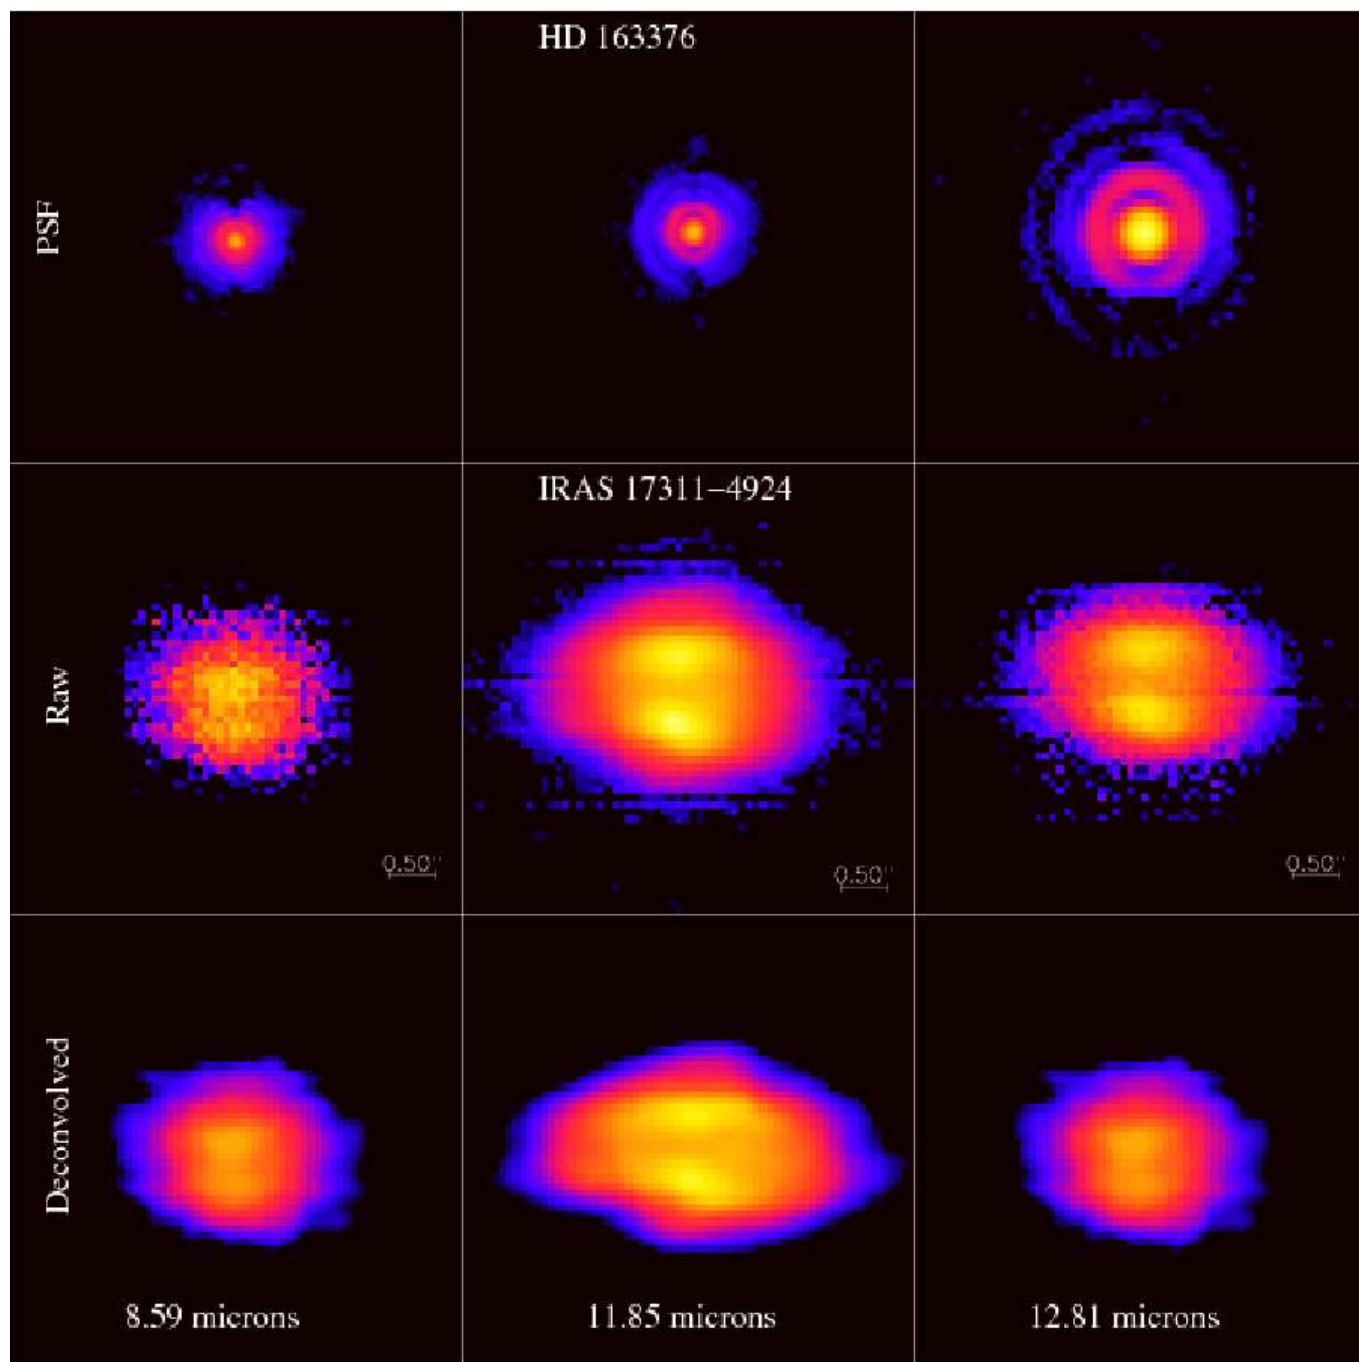 HD 163376
PSF
IRAS 17311−4924
Raw
0.50"
0.50"
0.50"
Deconvolved
8.59 microns
11.85 microns
12.81 microns